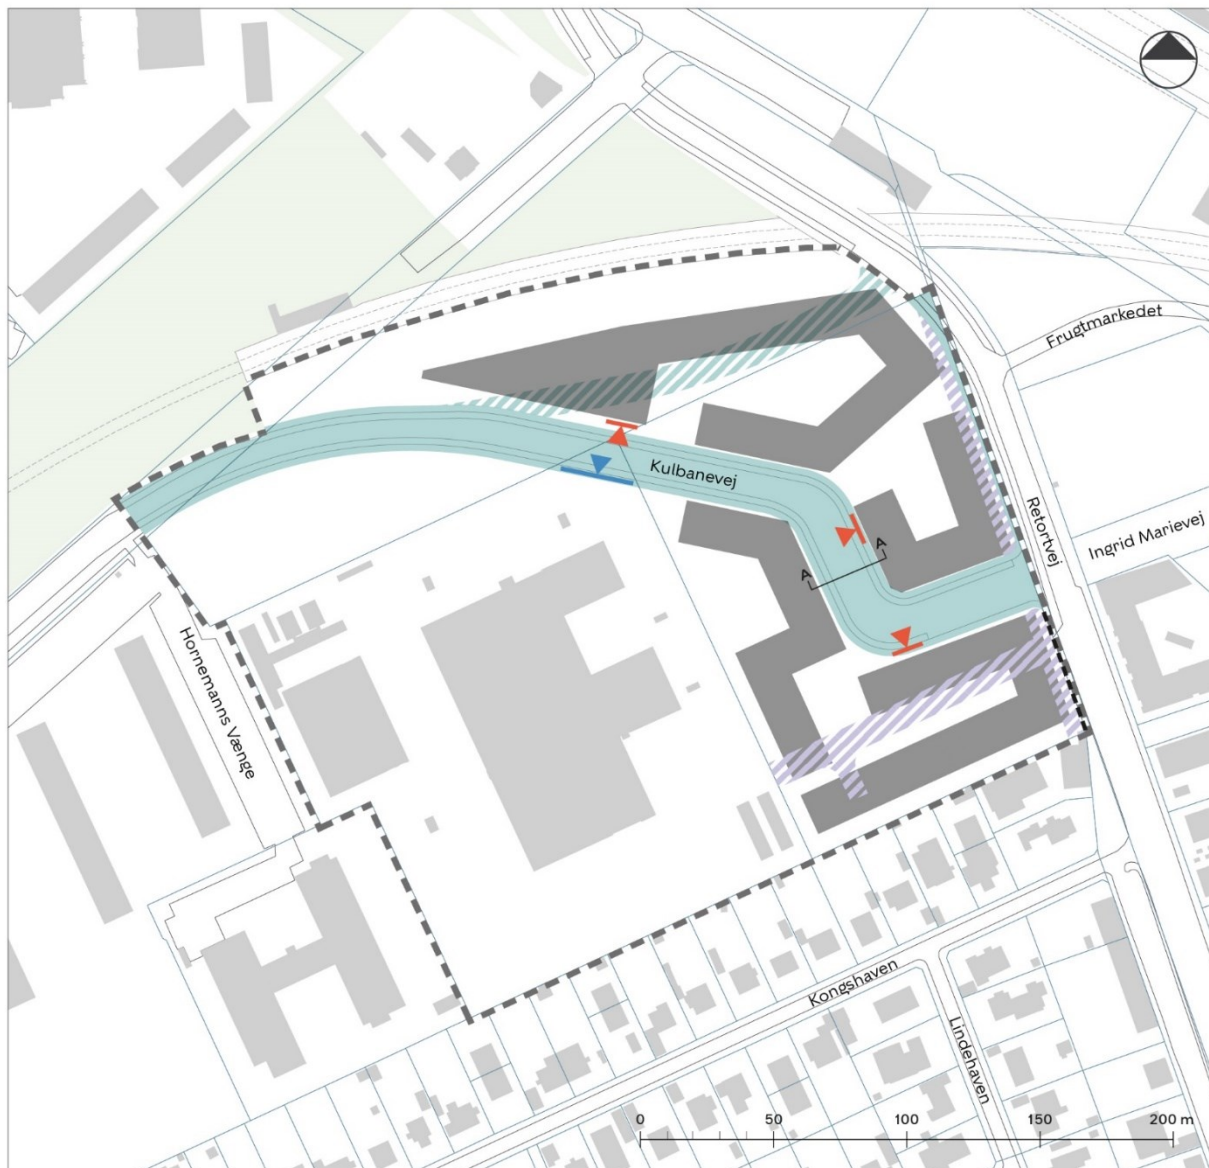 Frugtmarkedet
Kulbanevej
Retortvej
Ingrid Marievej
A
A
Hornemanns Vænge
Kongshaven
Lindehaven
0 50 100 150 200 m